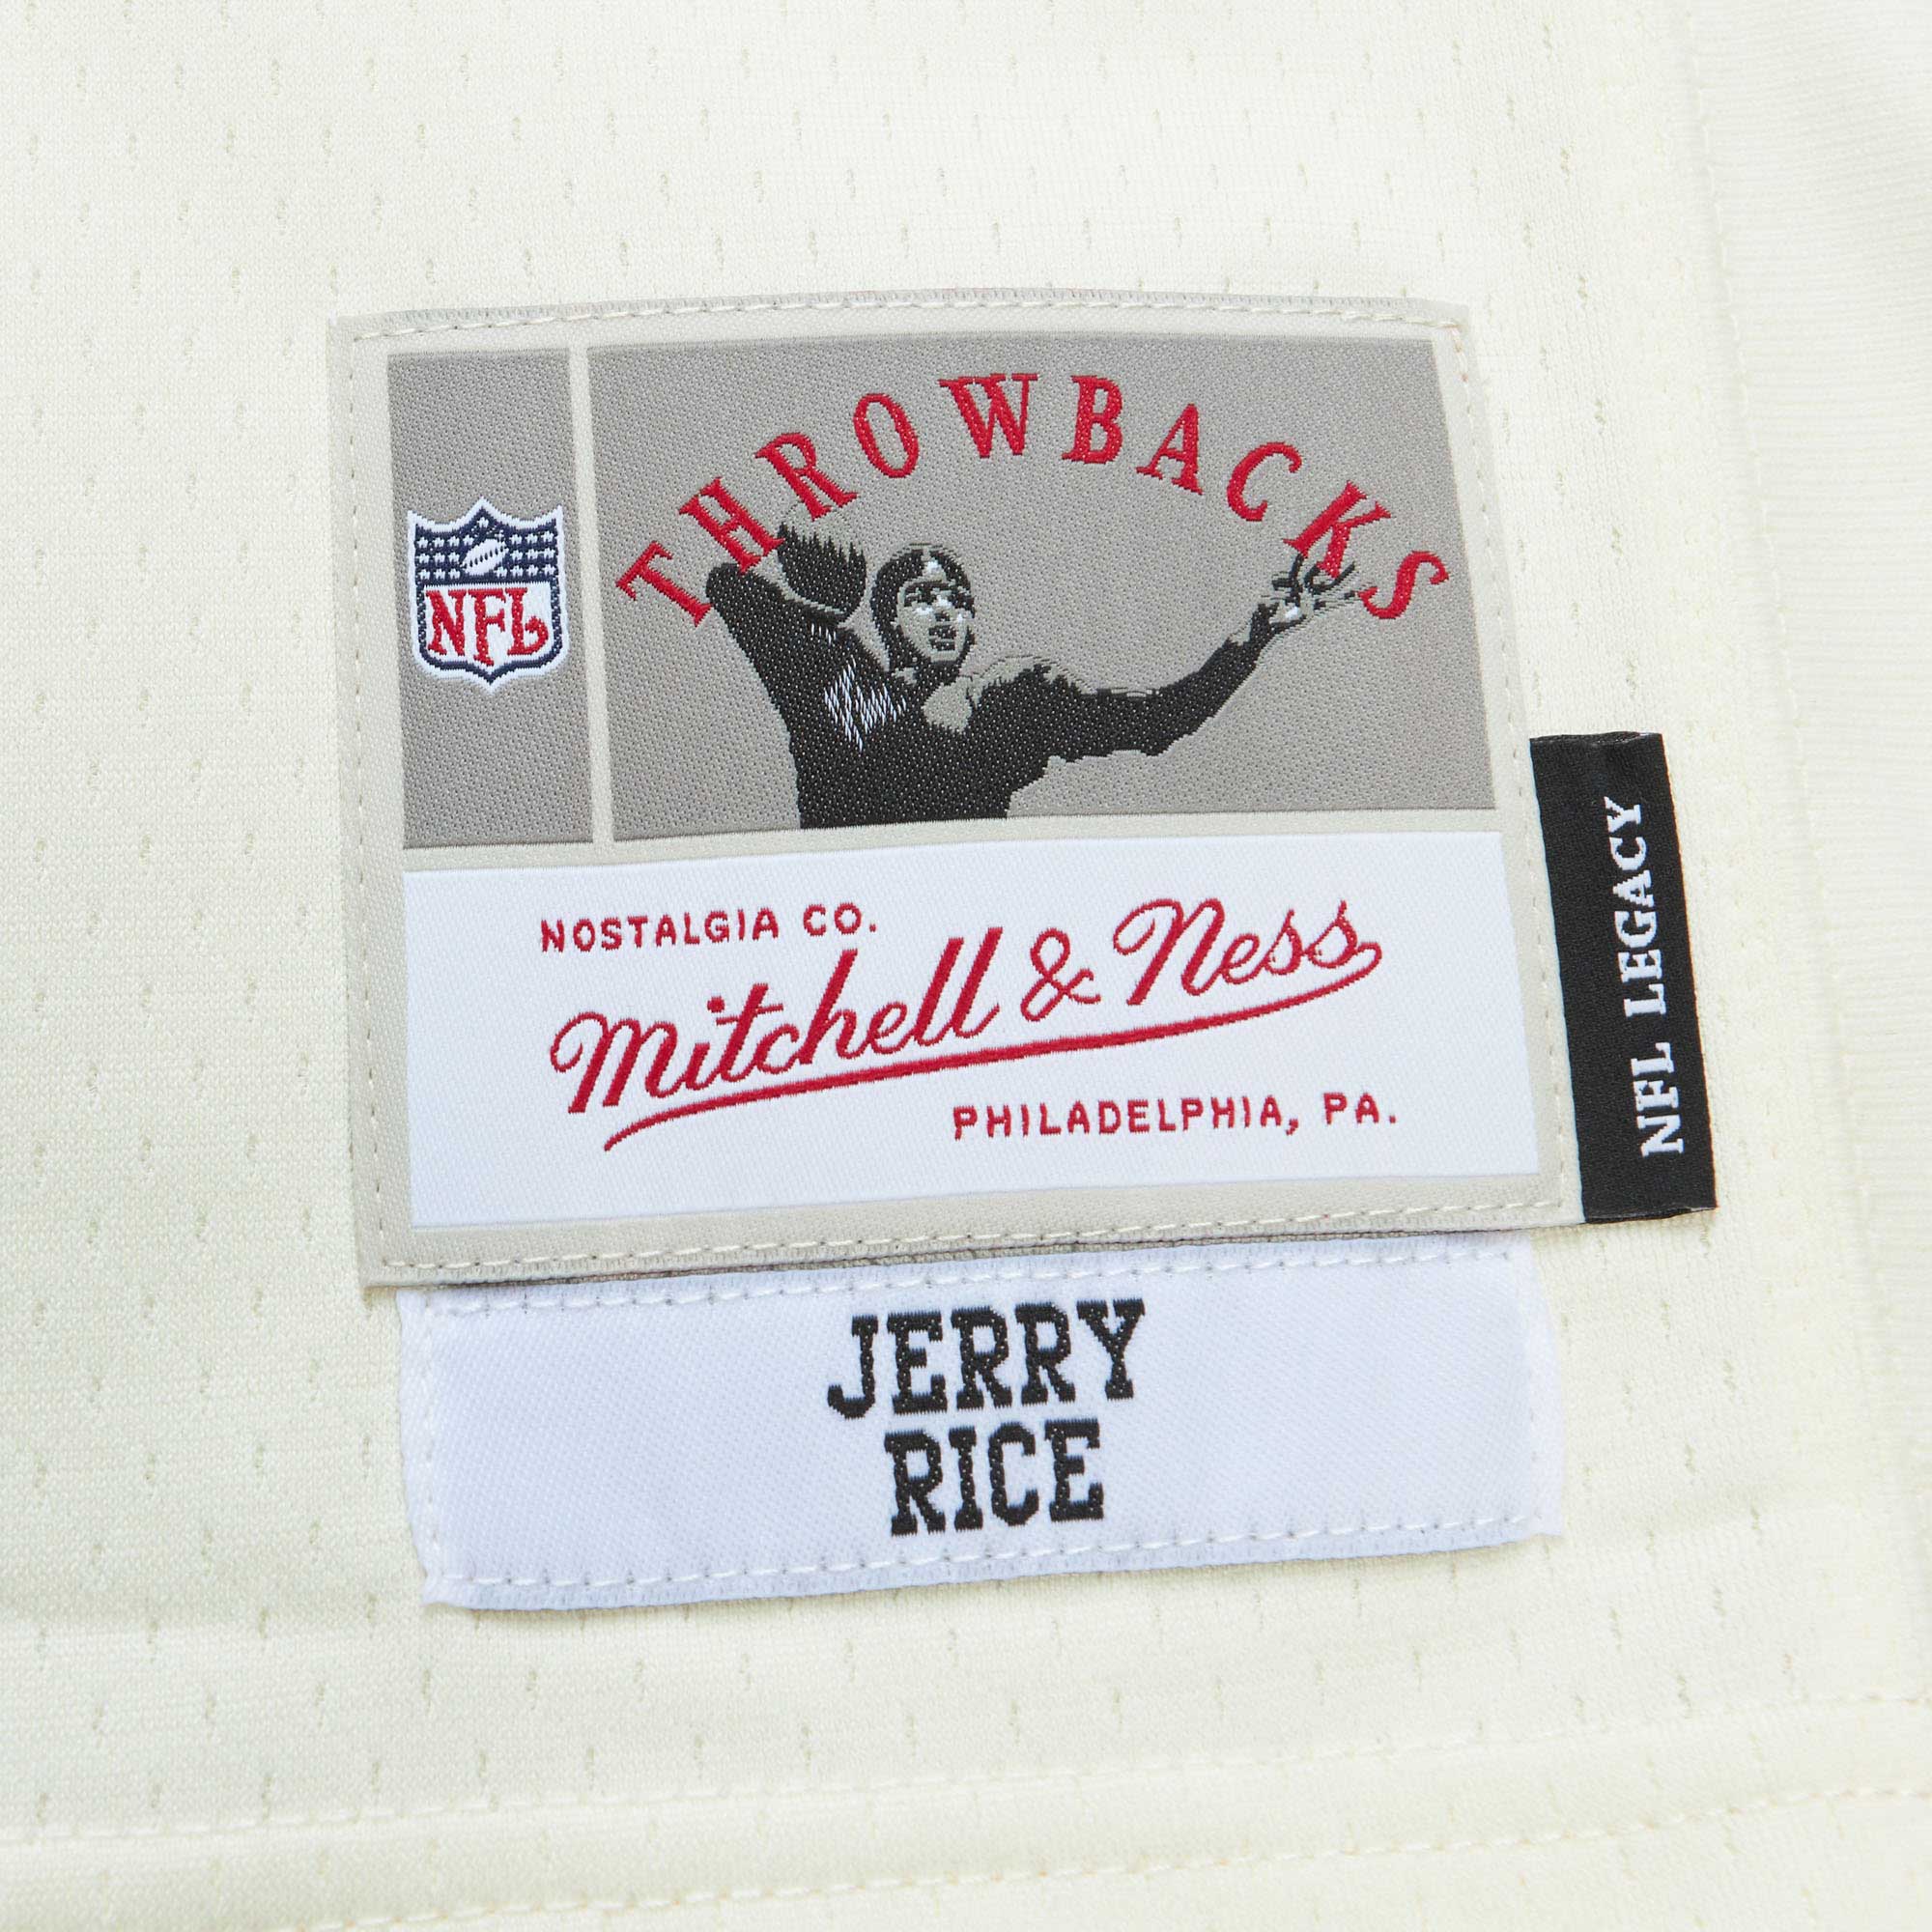 THROWBACKS
NFL
NOSTALGIA CO.
Mitchell & Ness
PHILADELPHIA, PA.
NFL LEGACY
JERRY
RICE